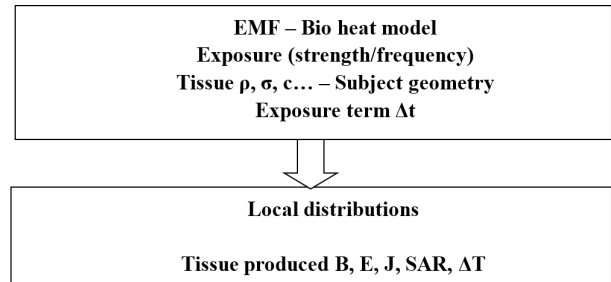 EMF – Bio heat model
Exposure (strength/frequency)
Tissue ρ, σ, c… – Subject geometry
Exposure term Δt
Local distributions
Tissue produced B, E, J, SAR, ΔT